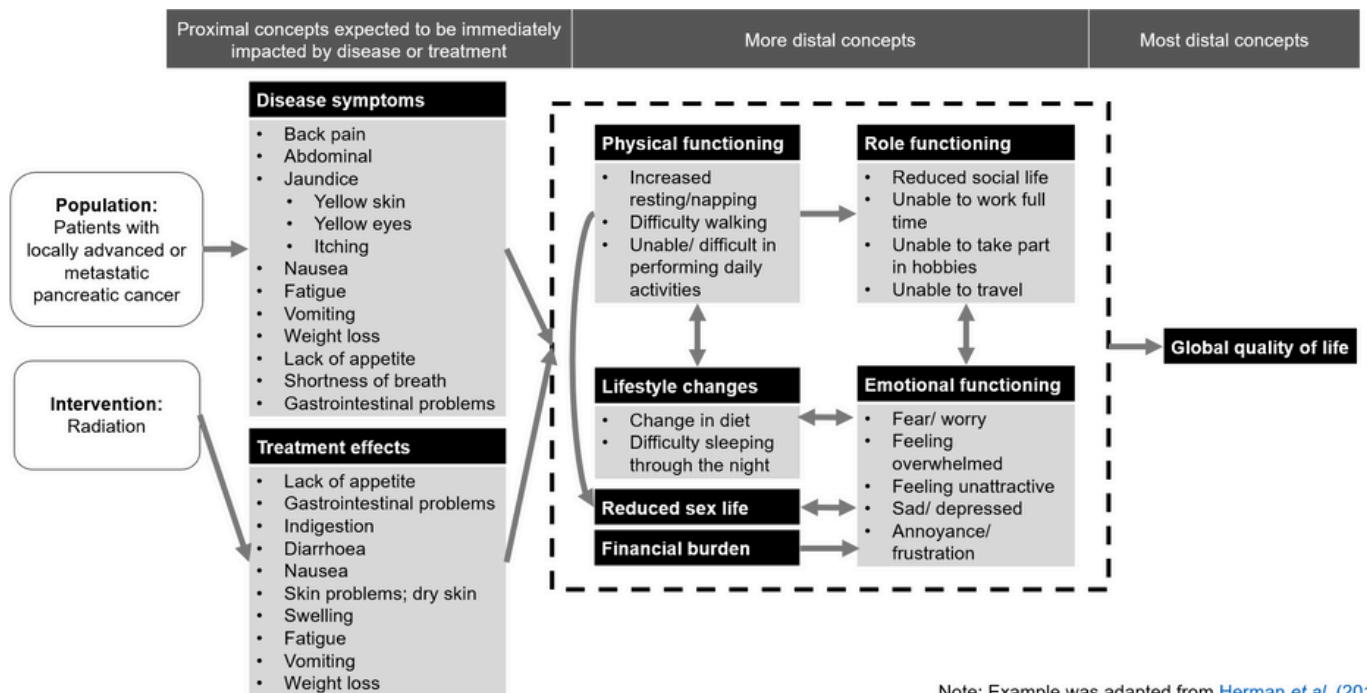 Proximal concepts expected to be immediately
impacted by disease or treatment
More distal concepts
Most distal concepts
Population:
Patients with
locally advanced or
metastatic
pancreatic cancer
Intervention:
Radiation
Disease symptoms
• Back pain
• Abdominal
• Jaundice
• Yellow skin
• Yellow eyes
• Itching
• Nausea
• Fatigue
• Vomiting
• Weight loss
• Lack of appetite
• Shortness of breath
• Gastrointestinal problems
Treatment effects
• Lack of appetite
• Gastrointestinal problems
• Indigestion
• Diarrhoea
• Nausea
• Skin problems; dry skin
• Swelling
• Fatigue
• Vomiting
• Weight loss
Physical functioning
• Increased
resting/napping
• Difficulty walking
• Unable/ difficult in
performing daily
activities
Role functioning
• Reduced social life
• Unable to work full
time
• Unable to take part
in hobbies
• Unable to travel
Lifestyle changes
• Change in diet
• Difficulty sleeping
through the night
Reduced sex life
Financial burden
Emotional functioning
• Fear/ worry
• Feeling
overwhelmed
• Feeling unattractive
• Sad/ depressed
• Annoyance/
frustration
Global quality of life
Note: Example was adapted from Herman et al. (20